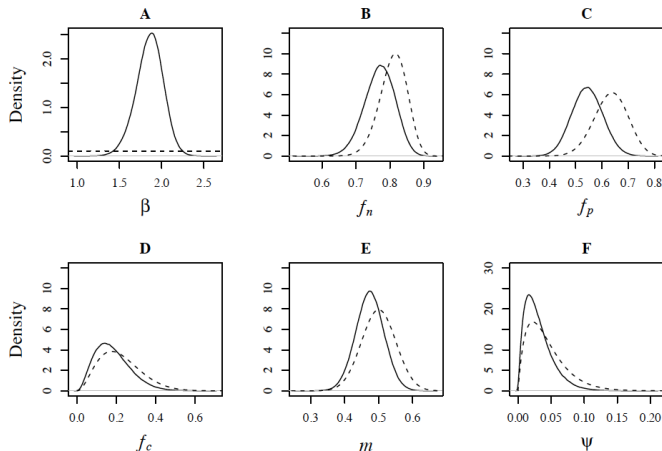 A B C
Density
0.0 1.0 2.0
1.0 1.5 2.0 2.5
β
0 2 4 6 8 10
0.6 0.7 0.8 0.9
f_n
0 2 4 6 8 10
0.3 0.4 0.5 0.6 0.7 0.8
f_p
D E F
Density
0 2 4 6 8 10
0.0 0.2 0.4 0.6
f_c
0 2 4 6 8 10
0.3 0.4 0.5 0.6
m
0 5 10 20 30
0.00 0.05 0.10 0.15 0.20
ψ